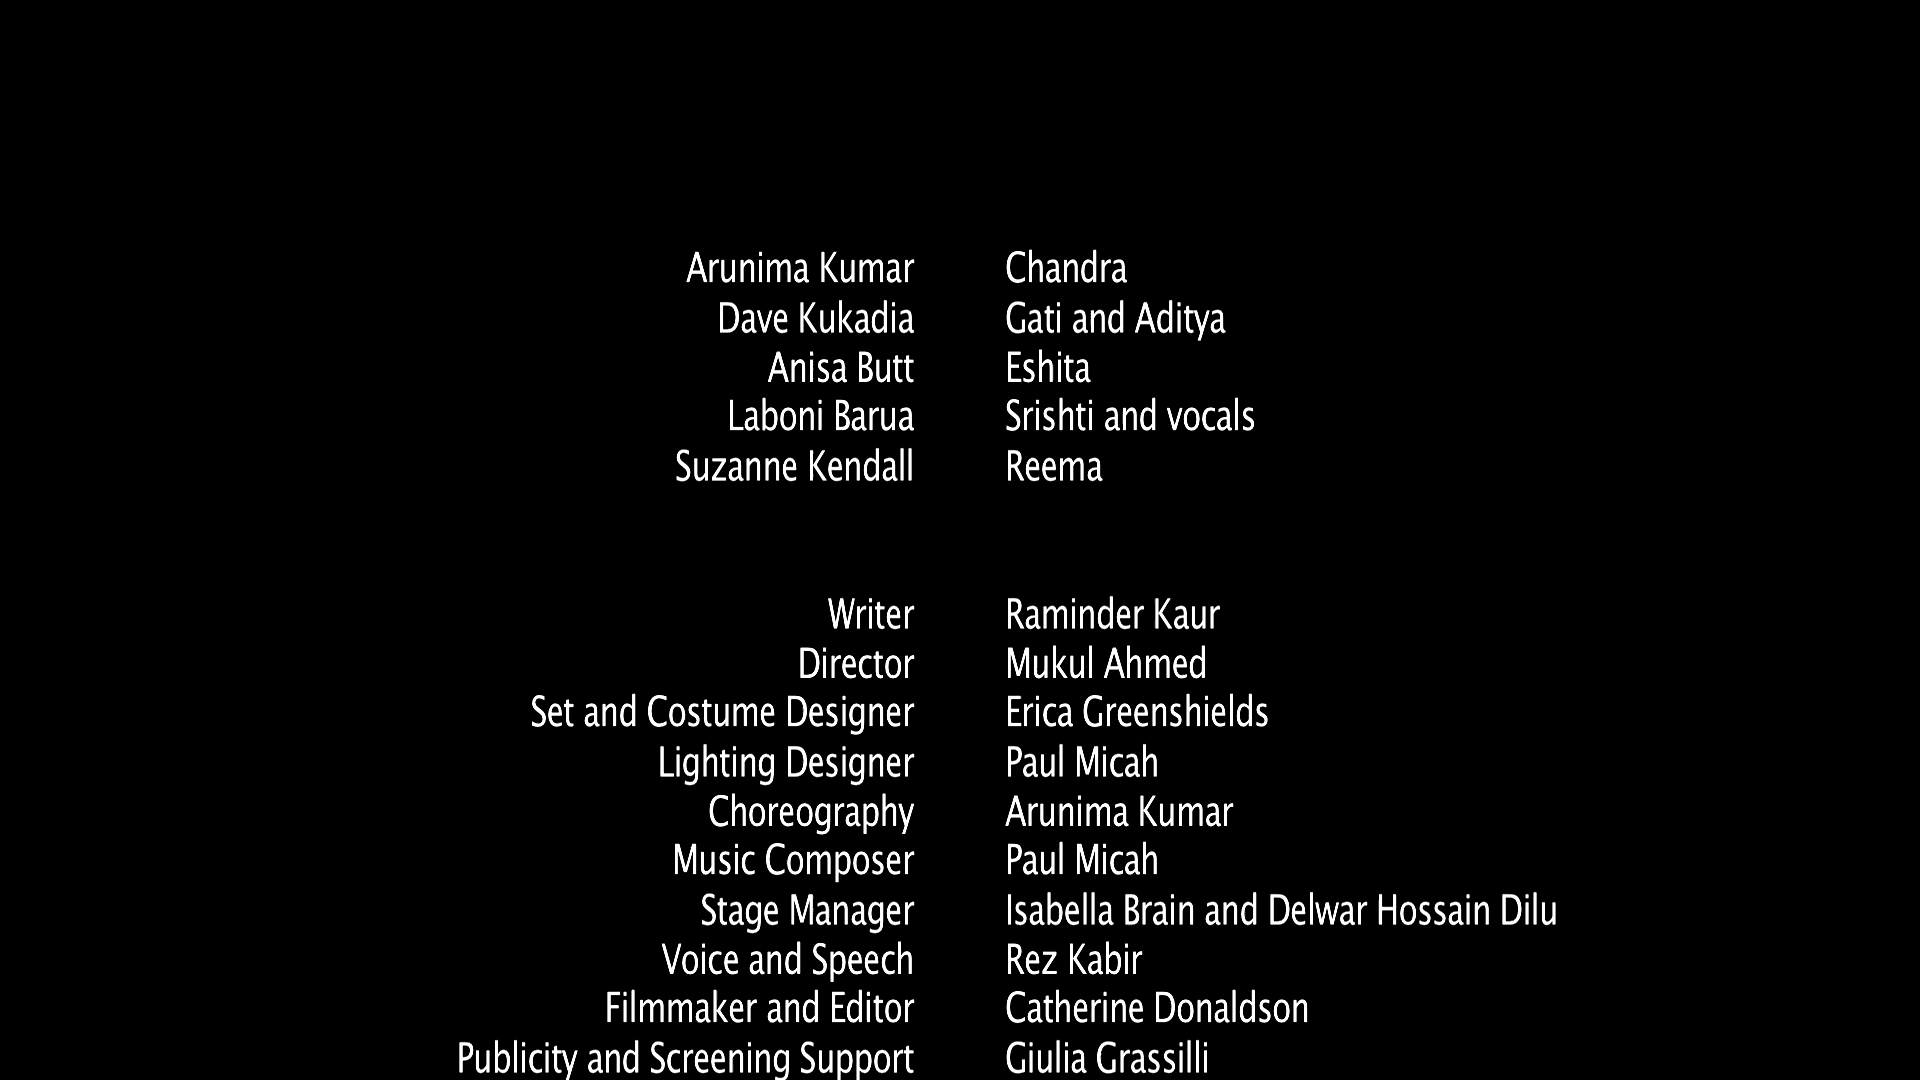 Arunima Kumar Chandra
Dave Kukadia Gati and Aditya
Anisa Butt Eshita
Laboni Barua Srishti and vocals
Suzanne Kendall Reema
Writer Raminder Kaur
Director Mukul Ahmed
Set and Costume Designer Erica Greenshields
Lighting Designer Paul Micah
Choreography Arunima Kumar
Music Composer Paul Micah
Stage Manager Isabella Brain and Delwar Hossain Dilu
Voice and Speech Rez Kabir
Filmmaker and Editor Catherine Donaldson
Publicity and Screening Support Giulia Grassilli